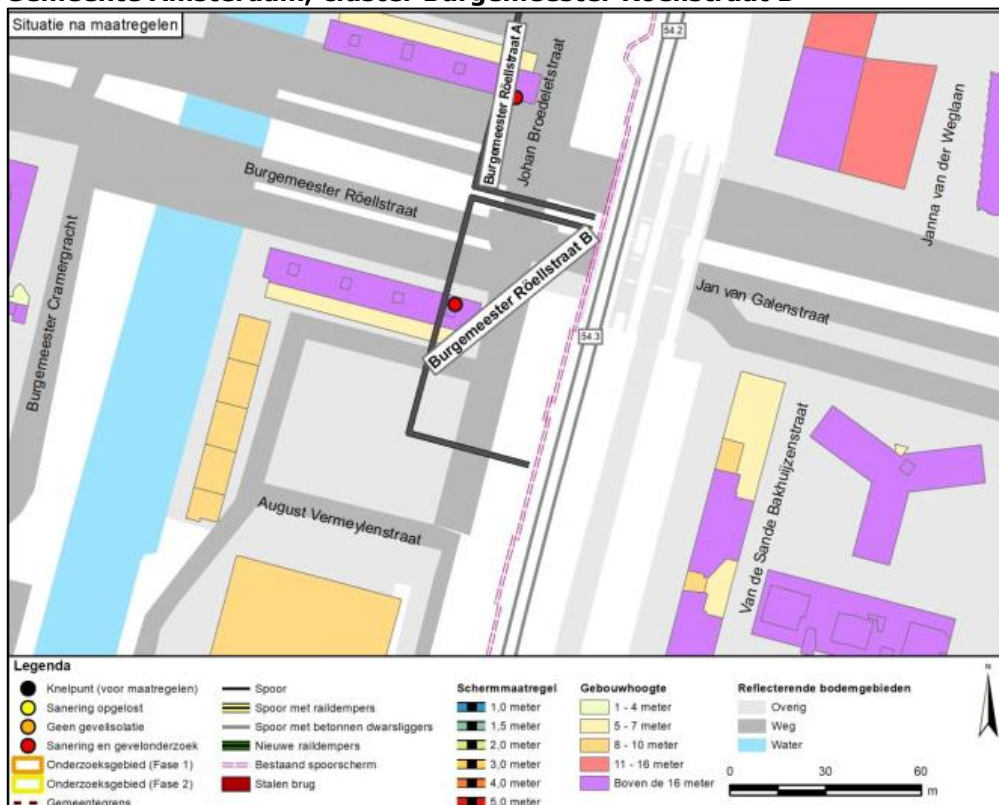 Gemeente Amsterdam, cluster Burgemeester Röellstraat B
Situatie na maatregelen
54.2
Burgemeester Röellstraat A
Johan Broedeletstraat
Janna van der Weglaan
Burgemeester Röellstraat
Burgemeester Cramergracht
Burgemeester Röellstraat B
Jan van Galenstraat
54.3
Van de Sande Bakhuijzenstraat
August Vermeylenstraat
Legenda
Knelpunt (voor maatregelen)
Sanering opgelost
Geen gevelisolatie
Sanering en gevelonderzoek
Onderzoeksgebied (Fase 1)
Onderzoeksgebied (Fase 2)
Gemeentegrens
Spoor
Spoor met raildempers
Spoor met betonnen dwarsliggers
Nieuwe raildempers
Bestaand spoorscherm
Stalen brug
Schermmaatregel
1,0 meter
1,5 meter
2,0 meter
3,0 meter
4,0 meter
5,0 meter
Gebouwhoogte
1 - 4 meter
5 - 7 meter
8 - 10 meter
11 - 16 meter
Boven de 16 meter
Reflecterende bodemgebieden
Overig
Weg
Water
N
0 30 60
m